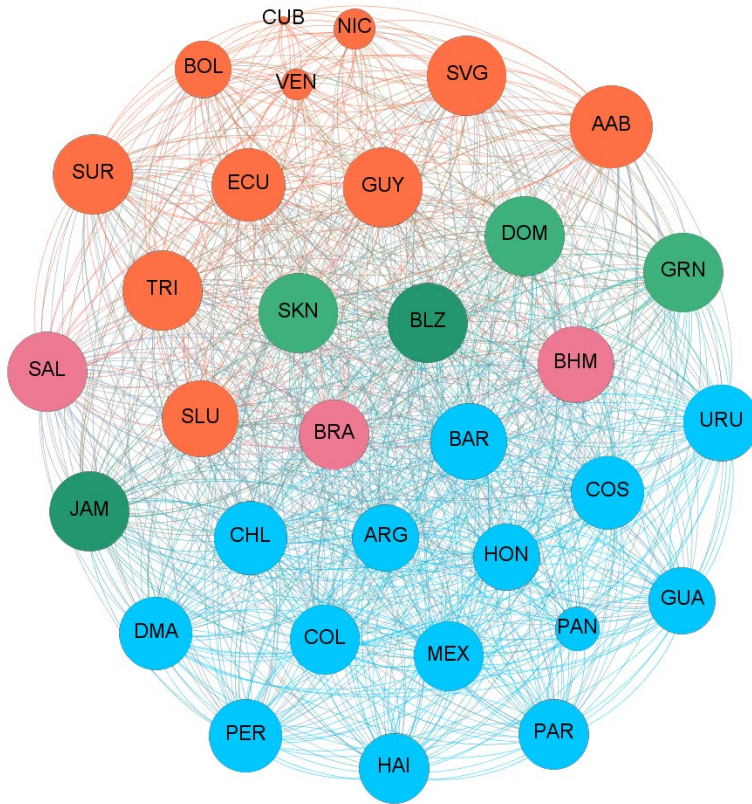 CUB
NIC
BOL
VEN
SVG
AAB
SUR
ECU
GUY
DOM
GRN
TRI
SKN
BLZ
SAL
BHM
SLU
BRA
BAR
URU
COS
JAM
CHL
ARG
HON
GUA
DMA
COL
MEX
PAN
PER
HAI
PAR